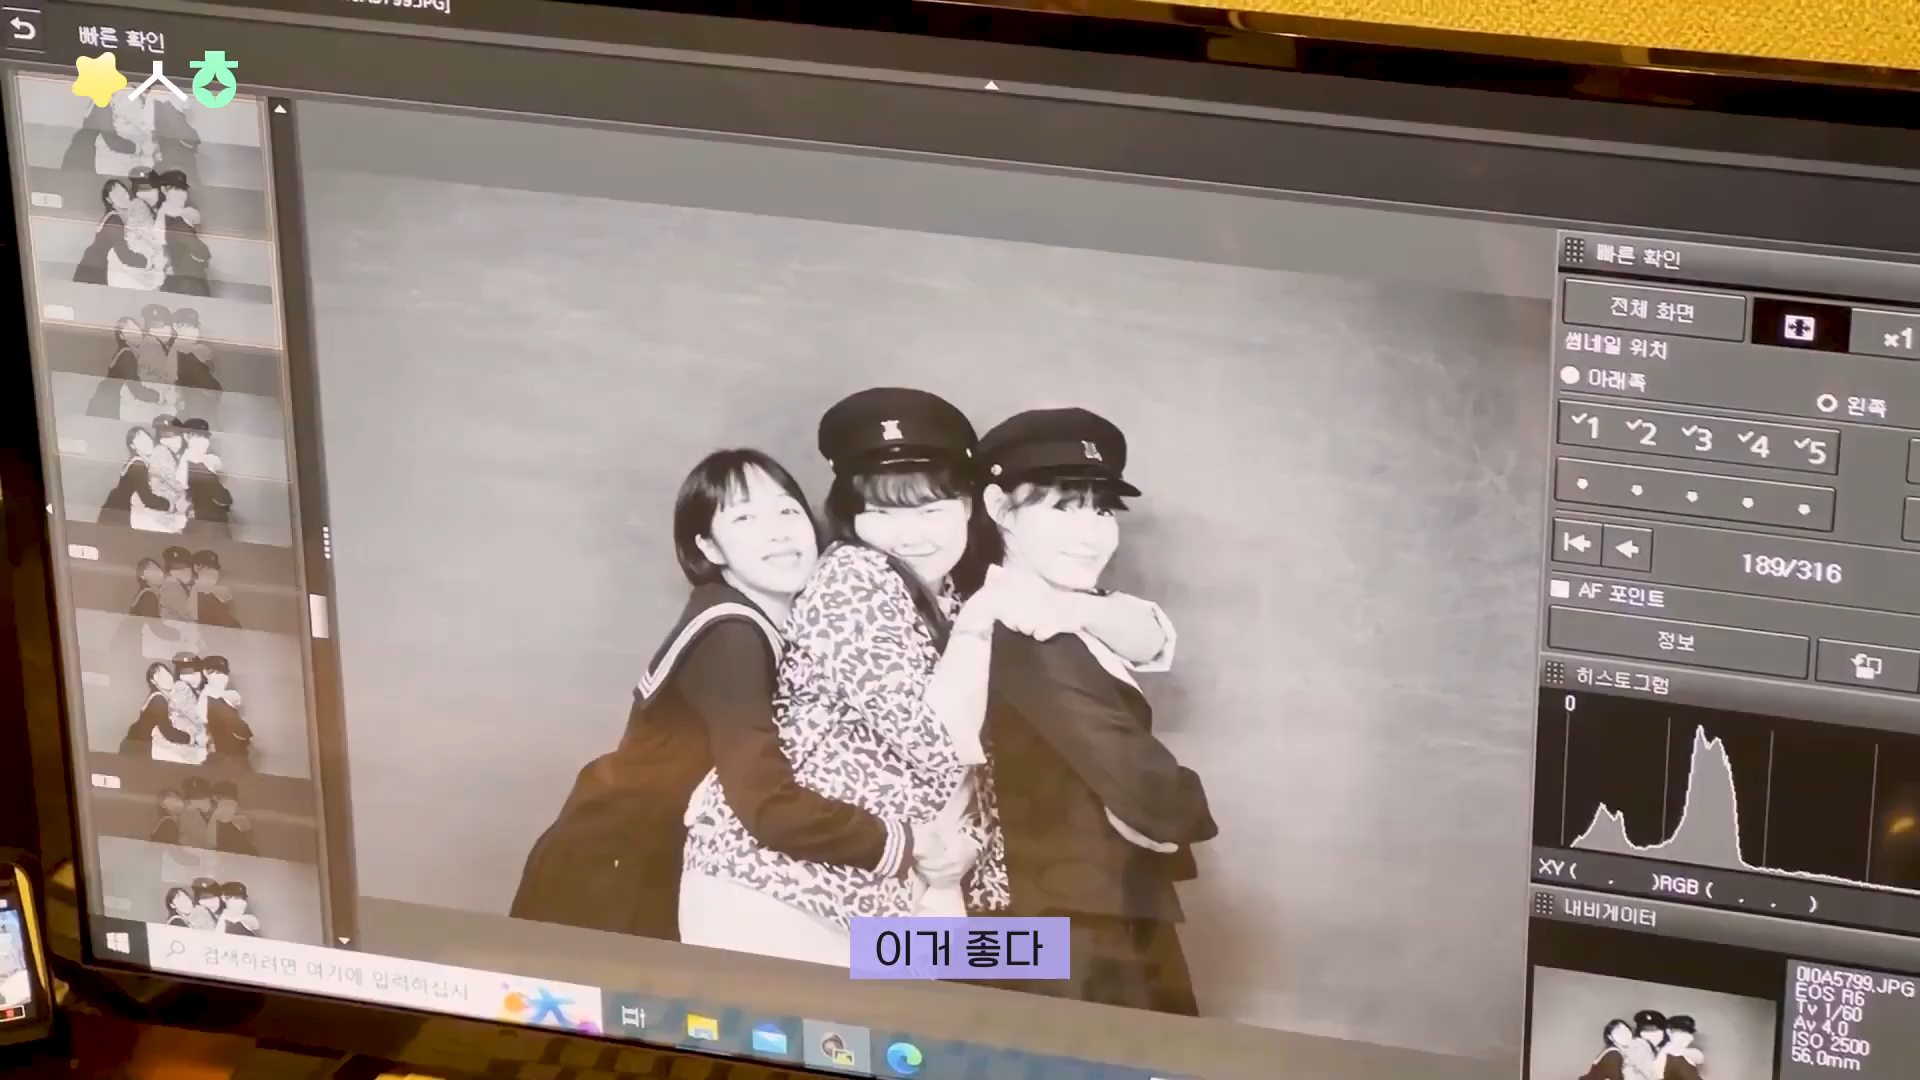 빠른 확인
빠른 확인
전체 화면
×1
썸네일 위치
아래쪽
왼쪽
1 2 3 4 5
189/316
AF 포인트
정보
히스토그램
0
XY ( , )RGB ( , , )
내비게이터
0I0A5799.JPG
EOS R6
Tv 1/60
Av 4.0
ISO 2500
56.0mm
이거 좋다
검색하려면 여기에 입력하십시